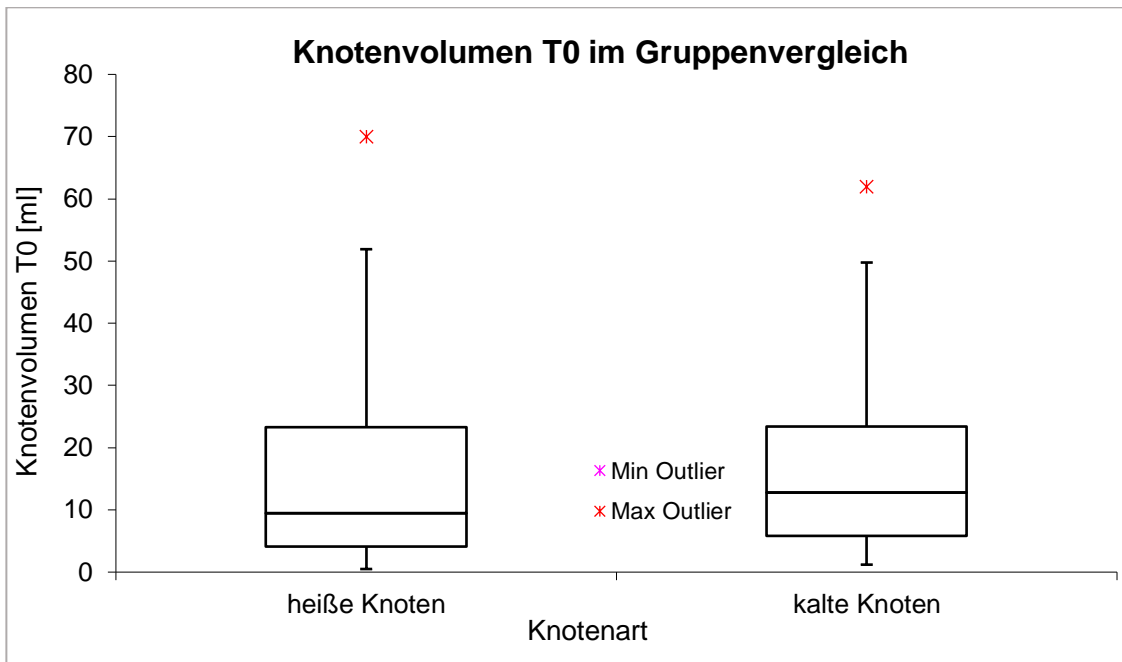 Knotenvolumen T0 im Gruppenvergleich
Knotenvolumen T0 [ml]
80
70
60
50
40
30
20
10
0
Min Outlier
Max Outlier
heiße Knoten
kalte Knoten
Knotenart